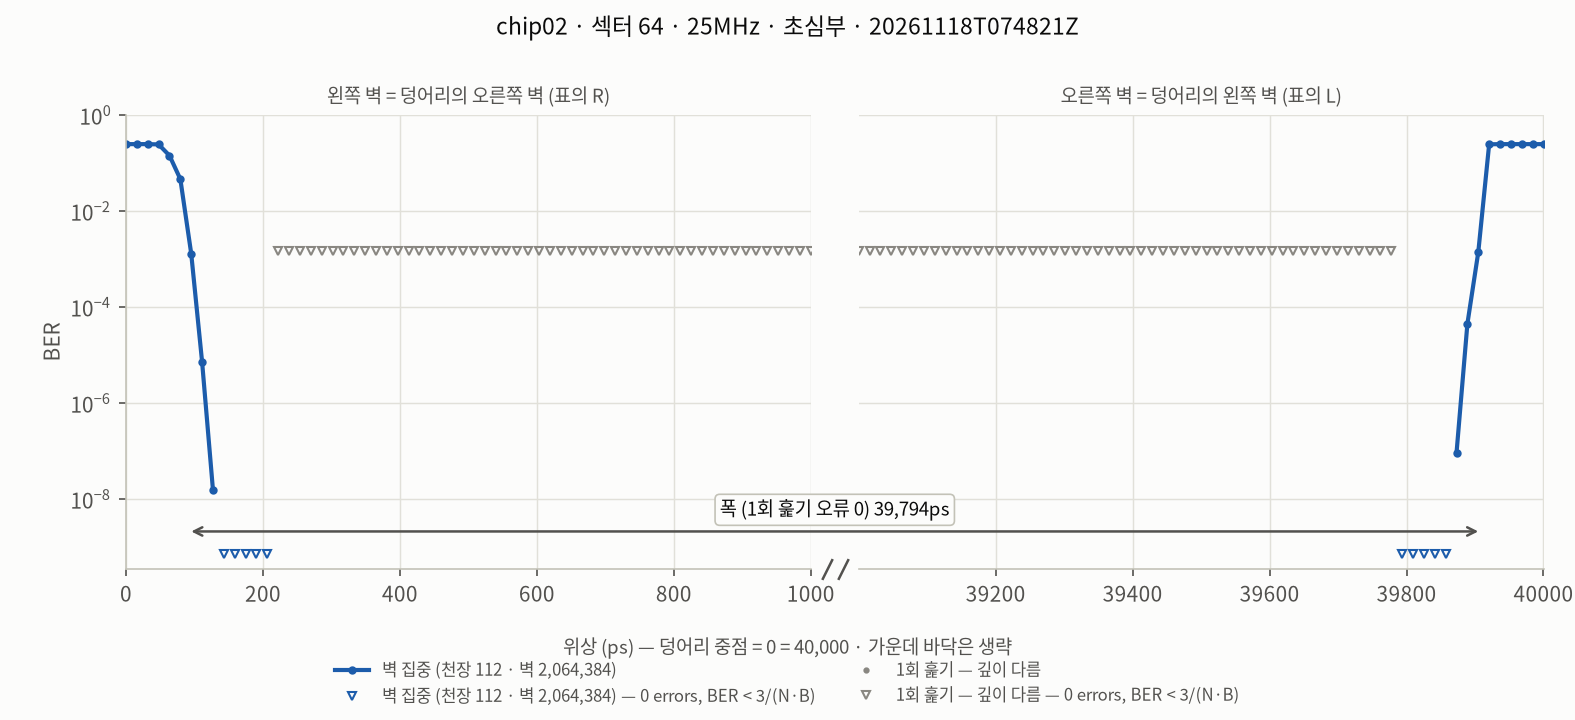 chip02 · 섹터 64 · 25MHz · 초심부 · 20261118T074821Z
왼쪽 벽 = 덩어리의 오른쪽 벽 (표의 R)
오른쪽 벽 = 덩어리의 왼쪽 벽 (표의 L)
10⁰
10⁻²
10⁻⁴
10⁻⁶
10⁻⁸
BER
폭 (1회 훑기 오류 0) 39,794ps
0 200 400 600 800 1000 39200 39400 39600 39800 40000
위상 (ps) — 덩어리 중점 = 0 = 40,000 · 가운데 바닥은 생략
벽 집중 (천장 112 · 벽 2,064,384)
벽 집중 (천장 112 · 벽 2,064,384) — 0 errors, BER < 3/(N·B)
1회 훑기 — 깊이 다름
1회 훑기 — 깊이 다름 — 0 errors, BER < 3/(N·B)